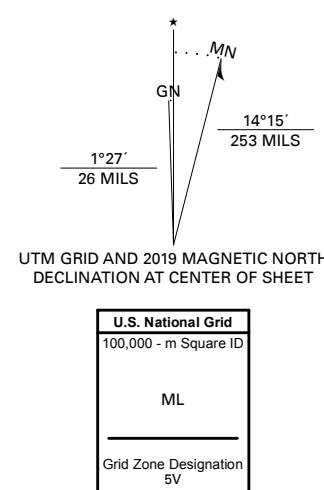 ★
MN
GN
14°15´
253 MILS
1°27´
26 MILS
UTM GRID AND 2019 MAGNETIC NORTH
DECLINATION AT CENTER OF SHEET
U.S. National Grid
100,000 - m Square ID
ML
Grid Zone Designation
5V